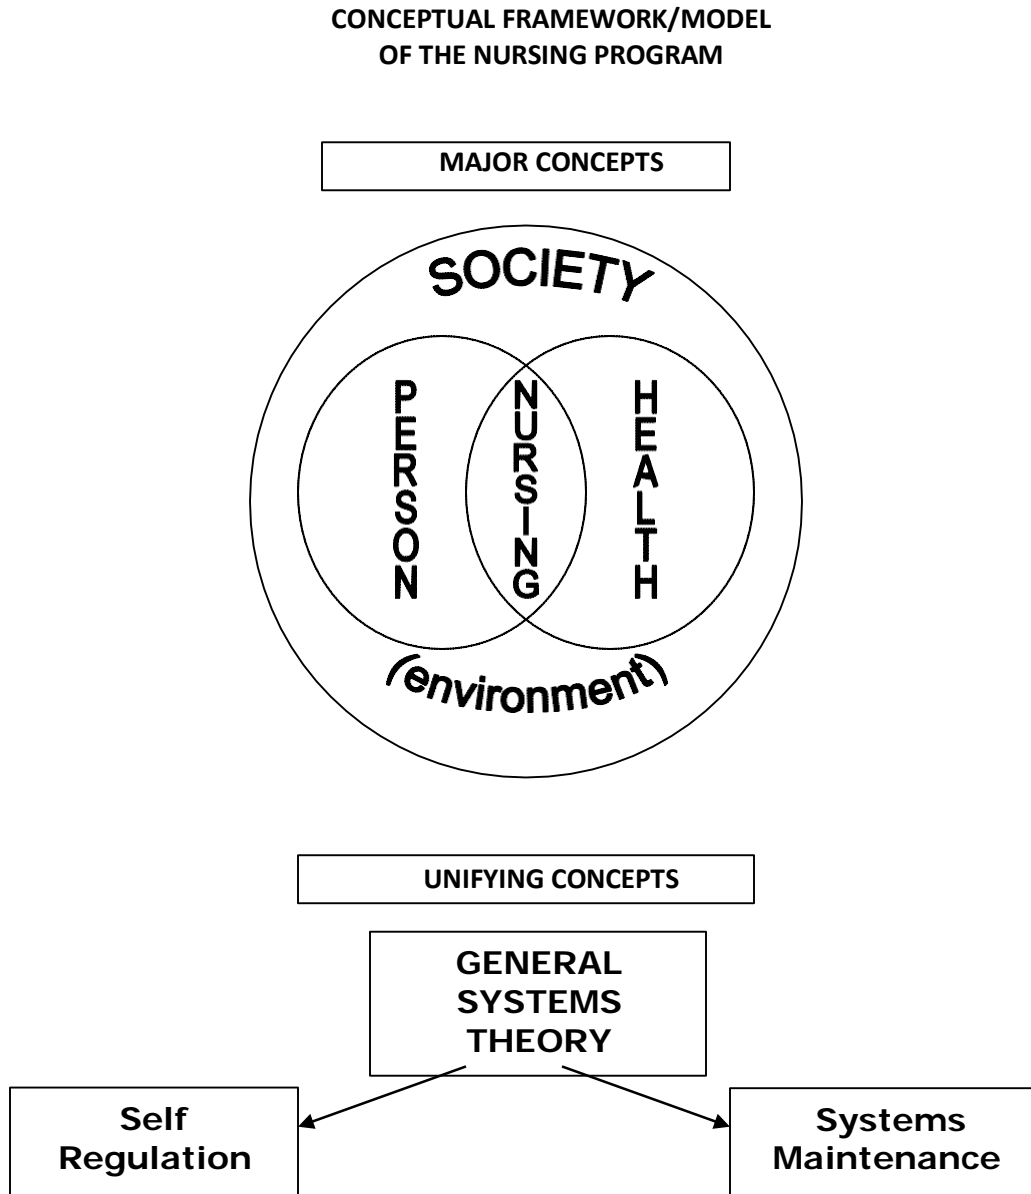 CONCEPTUAL FRAMEWORK/MODEL
OF THE NURSING PROGRAM
MAJOR CONCEPTS
SOCIETY
PERSON
NURSING
HEALTH
(environment)
UNIFYING CONCEPTS
GENERAL
SYSTEMS
THEORY
Self
Regulation
Systems
Maintenance